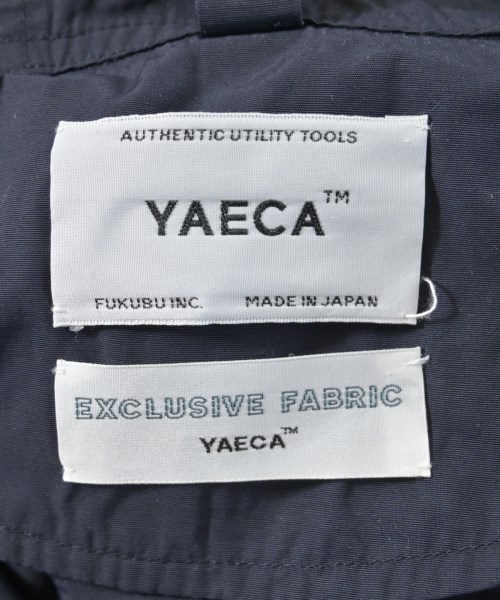 AUTHENTIC UTILITY TOOLS
YAECA™
FUKUBU INC. MADE IN JAPAN
EXCLUSIVE FABRIC
YAECA™